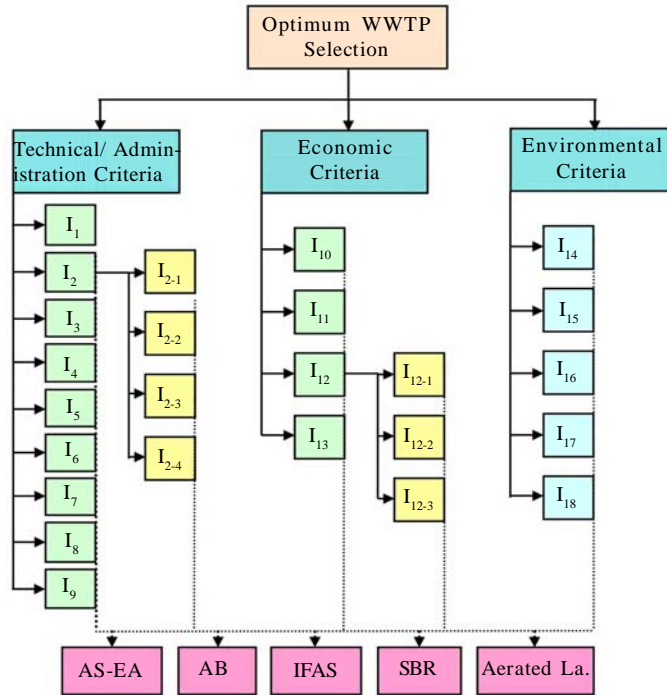 Optimum WWTP
Selection
Technical/ Admin-
istration Criteria
Economic
Criteria
Environmental
Criteria
I1
I2
I3
I4
I5
I6
I7
I8
I9
I2-1
I2-2
I2-3
I2-4
I10
I11
I12
I13
I12-1
I12-2
I12-3
I14
I15
I16
I17
I18
AS-EA
AB
IFAS
SBR
Aerated La.